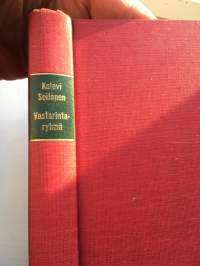 Kalevi
Seilonen
Vastarinta-
ryhmä